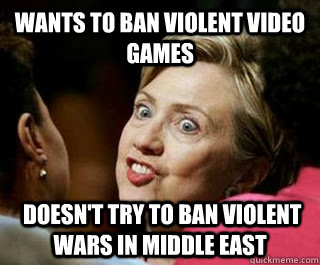 WANTS TO BAN VIOLENT VIDEO
GAMES
DOESN'T TRY TO BAN VIOLENT
WARS IN MIDDLE EAST
quickmeme.com